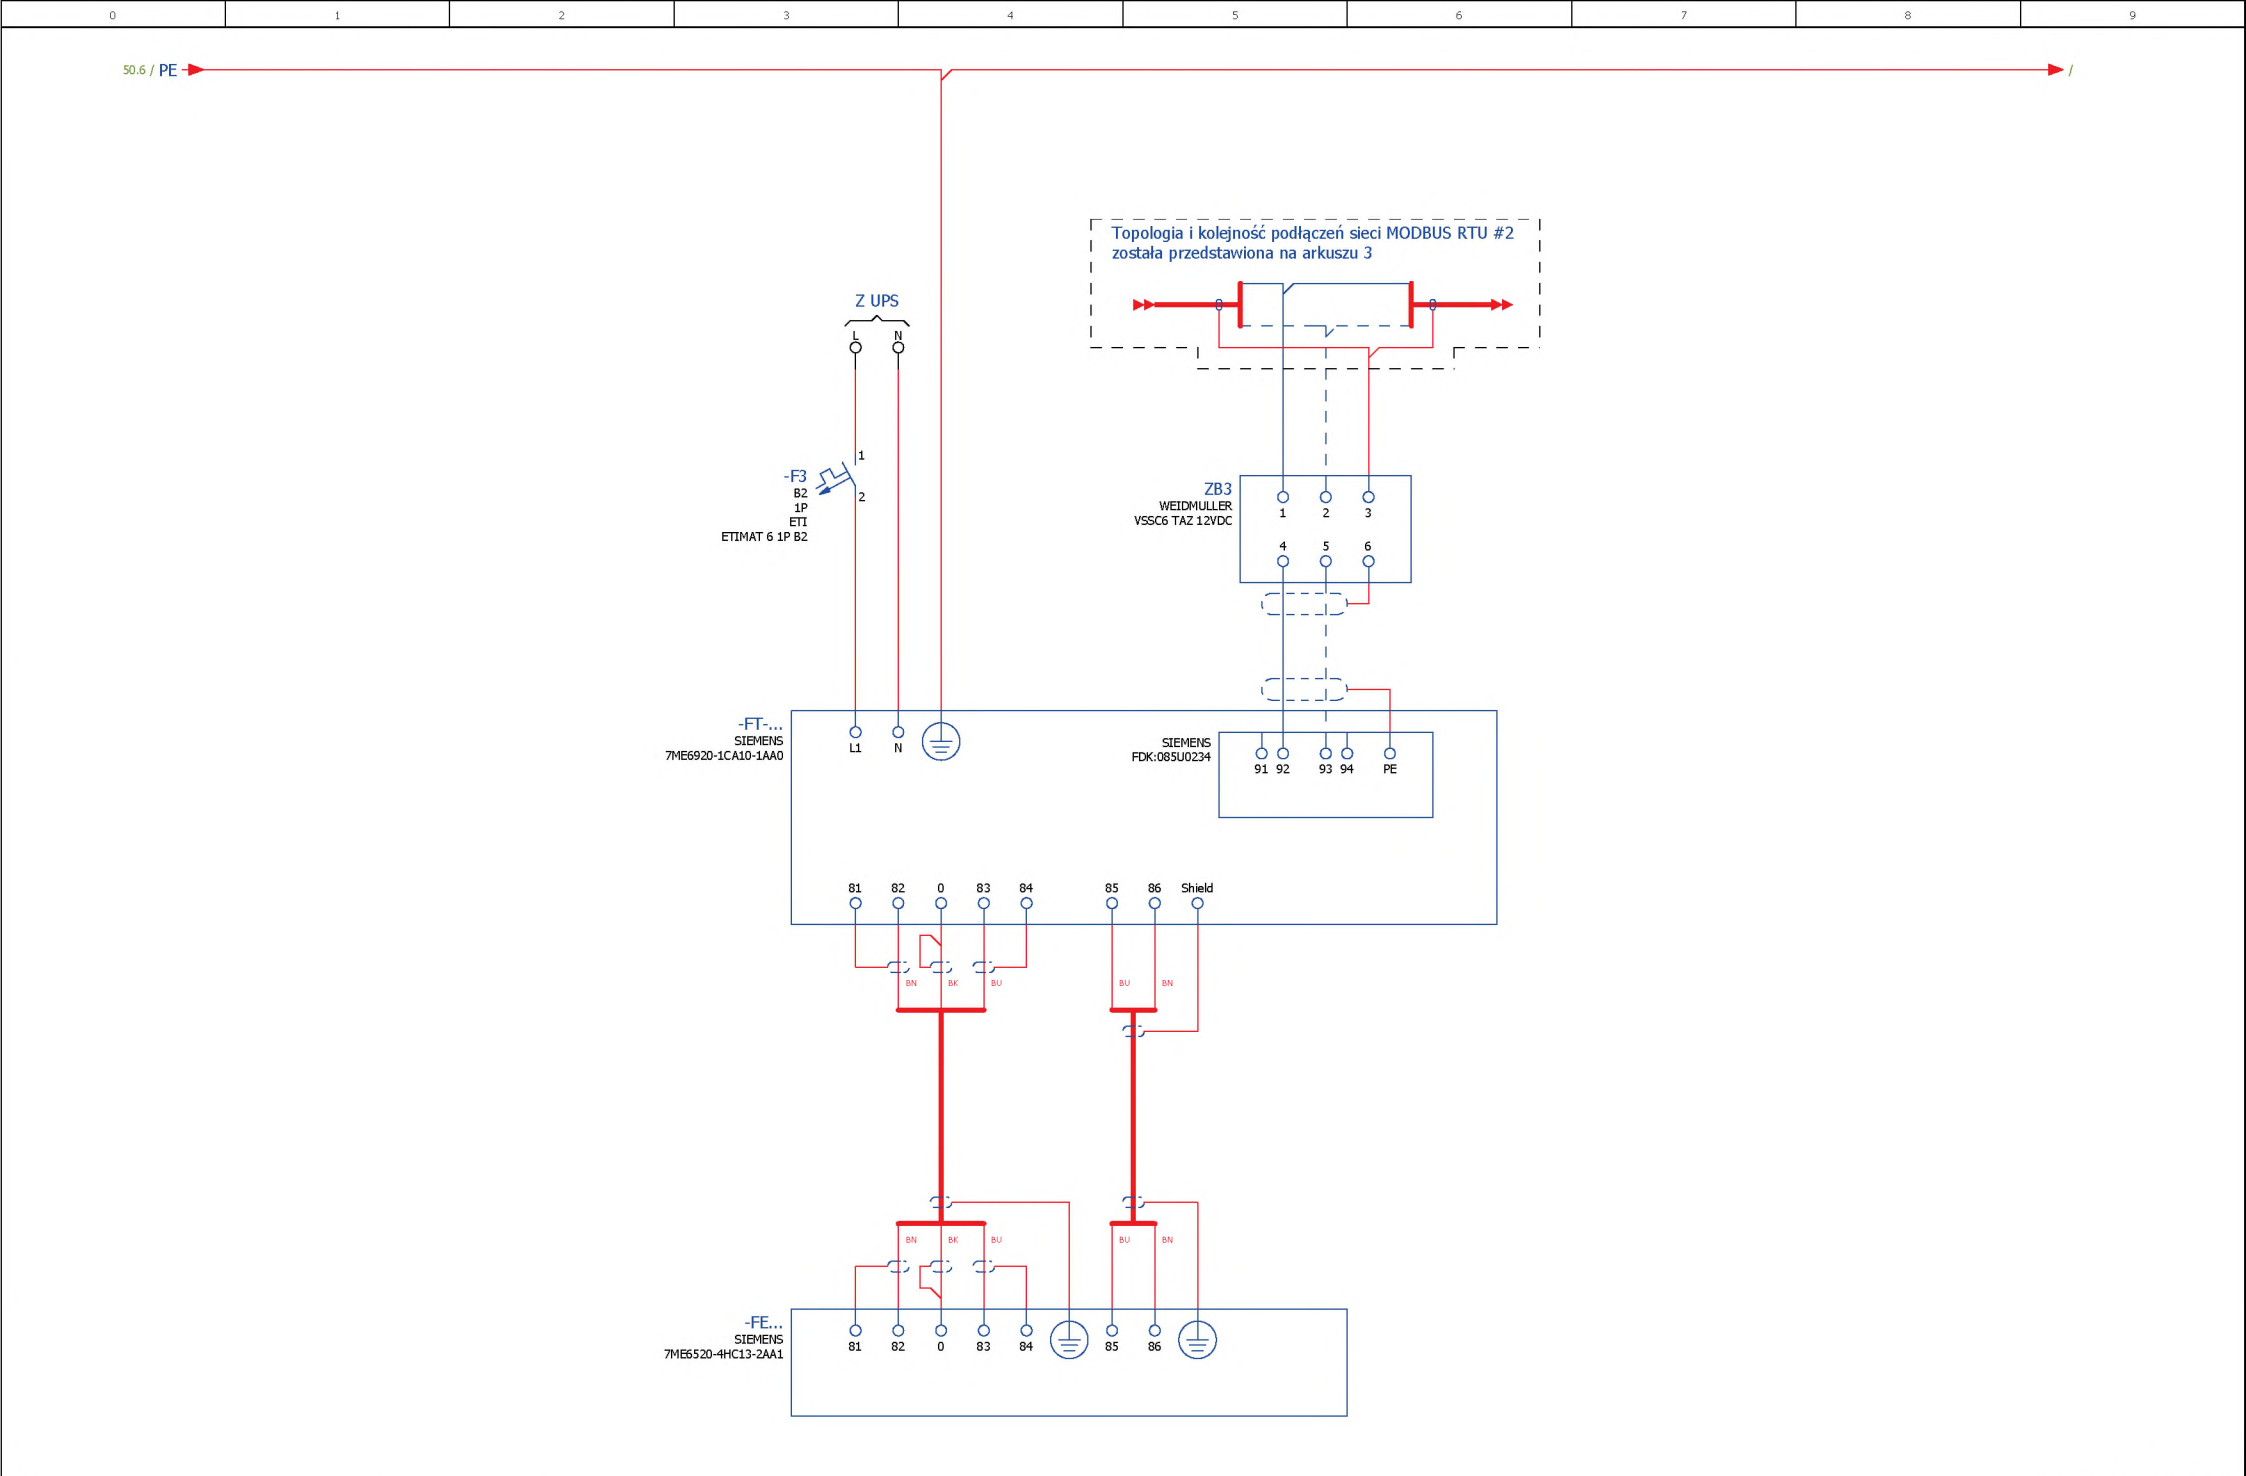 0 1 2 3 4 5 6 7 8 9
50.6 / PE
/
Topologia i kolejność podłączeń sieci MODBUS RTU #2
została przedstawiona na arkuszu 3
Z UPS
L N
1
2
-F3
B2
1P
ETI
ETIMAT 6 1P B2
ZB3
WEIDMULLER
VSSC6 TAZ 12VDC
1 2 3
4 5 6
-FT-...
SIEMENS
7ME6920-1CA10-1AA0
L1 N
SIEMENS
FDK:085U0234
91 92 93 94 PE
81 82 0 83 84 85 86 Shield
BN BK BU BU BN
BN BK BU BU BN
-FE...
SIEMENS
7ME6520-4HC13-2AA1
81 82 0 83 84 85 86